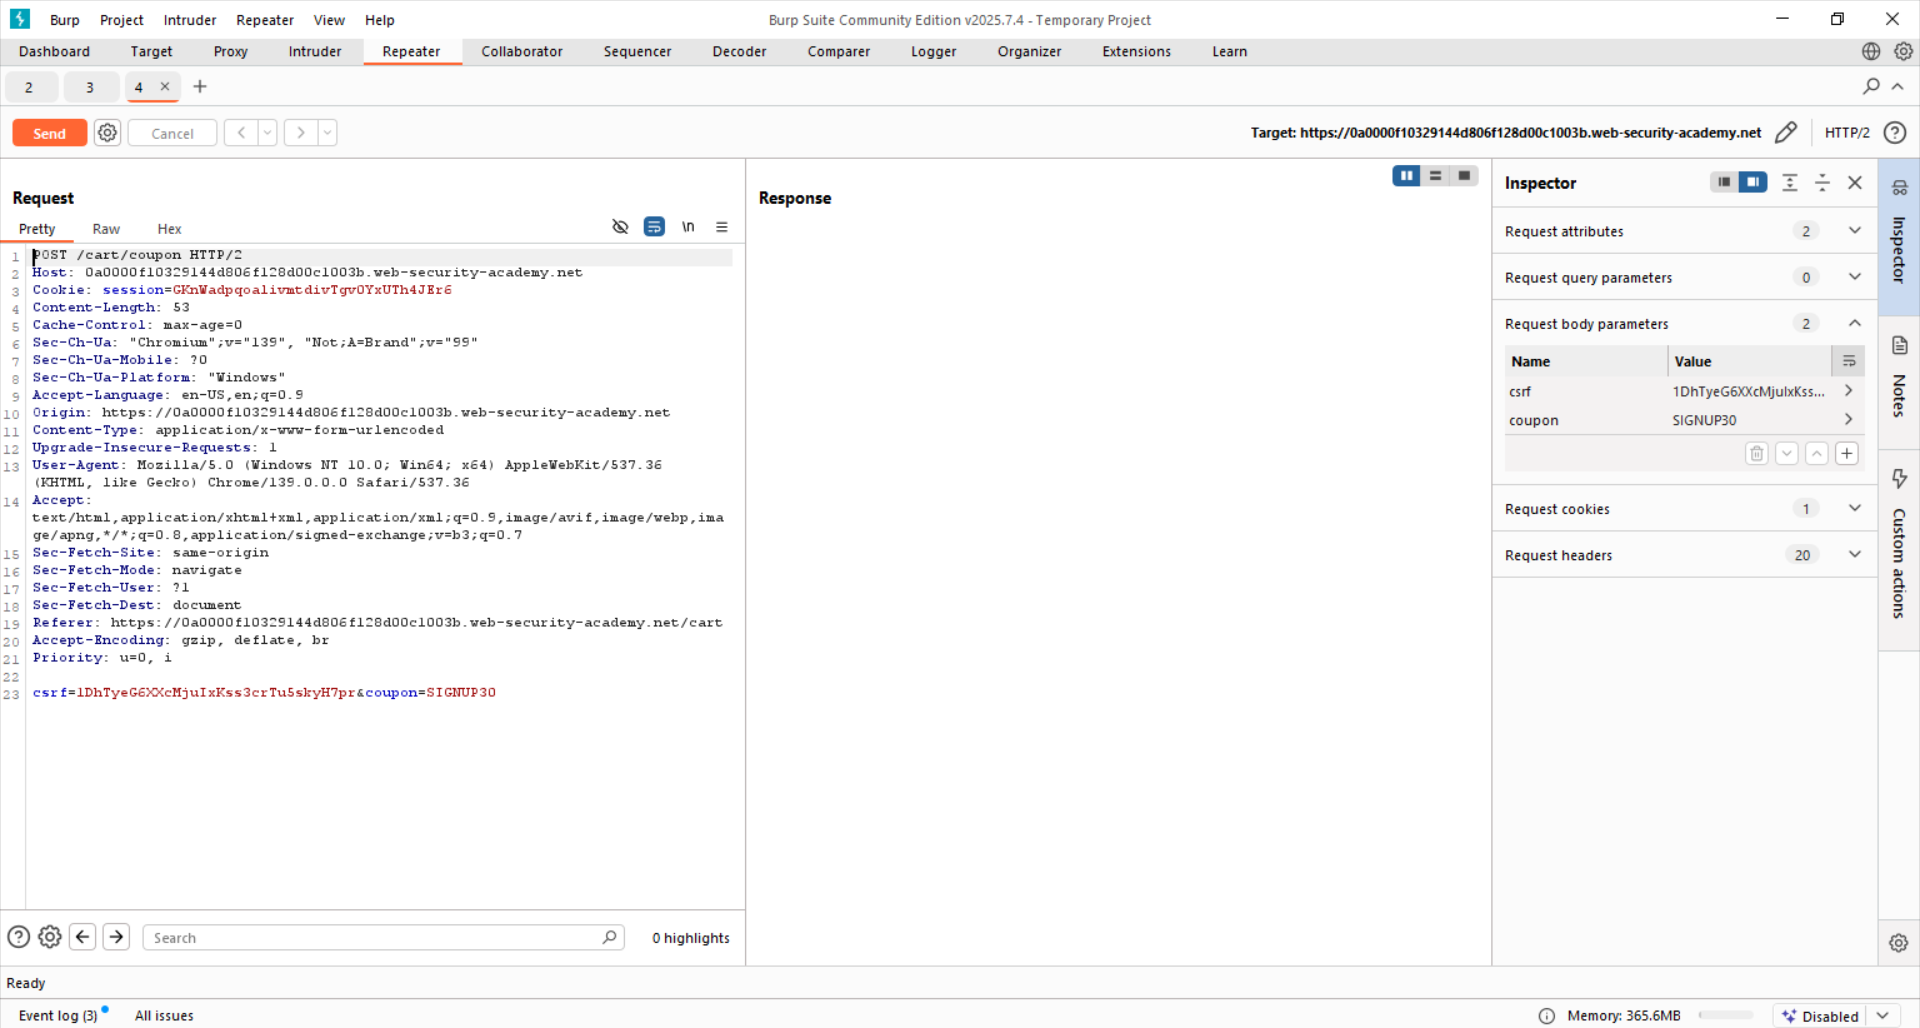 Burp Project Intruder Repeater View Help
Burp Suite Community Edition v2025.7.4 - Temporary Project
Dashboard Target Proxy Intruder Repeater Collaborator Sequencer Decoder Comparer Logger Organizer Extensions Learn
2 3 4
Send Cancel
Target: https://0a0000f10329144d806f128d00c1003b.web-security-academy.net HTTP/2
Request
Pretty Raw Hex
\n
1 POST /cart/coupon HTTP/2
2 Host: 0a0000f10329144d806f128d00c1003b.web-security-academy.net
3 Cookie: session=GKnWadpqoalivmtdivTgv0YxUTh4JEr6
4 Content-Length: 53
5 Cache-Control: max-age=0
6 Sec-Ch-Ua: "Chromium";v="139", "Not;A=Brand";v="99"
7 Sec-Ch-Ua-Mobile: ?0
8 Sec-Ch-Ua-Platform: "Windows"
9 Accept-Language: en-US,en;q=0.9
10 Origin: https://0a0000f10329144d806f128d00c1003b.web-security-academy.net
11 Content-Type: application/x-www-form-urlencoded
12 Upgrade-Insecure-Requests: 1
13 User-Agent: Mozilla/5.0 (Windows NT 10.0; Win64; x64) AppleWebKit/537.36
(KHTML, like Gecko) Chrome/139.0.0.0 Safari/537.36
14 Accept:
text/html,application/xhtml+xml,application/xml;q=0.9,image/avif,image/webp,ima
ge/apng,*/*;q=0.8,application/signed-exchange;v=b3;q=0.7
15 Sec-Fetch-Site: same-origin
16 Sec-Fetch-Mode: navigate
17 Sec-Fetch-User: ?1
18 Sec-Fetch-Dest: document
19 Referer: https://0a0000f10329144d806f128d00c1003b.web-security-academy.net/cart
20 Accept-Encoding: gzip, deflate, br
21 Priority: u=0, i
22
23 csrf=1DhTyeG6XXcMjuIxKss3crTu5skyH7pr&coupon=SIGNUP30
Search 0 highlights
Response
Inspector
Request attributes 2
Request query parameters 0
Request body parameters 2
Name Value
csrf 1DhTyeG6XXcMjuIxKss...
coupon SIGNUP30
Request cookies 1
Request headers 20
Inspector
Notes
Custom actions
Ready
Event log (3) All issues
Memory: 365.6MB Disabled